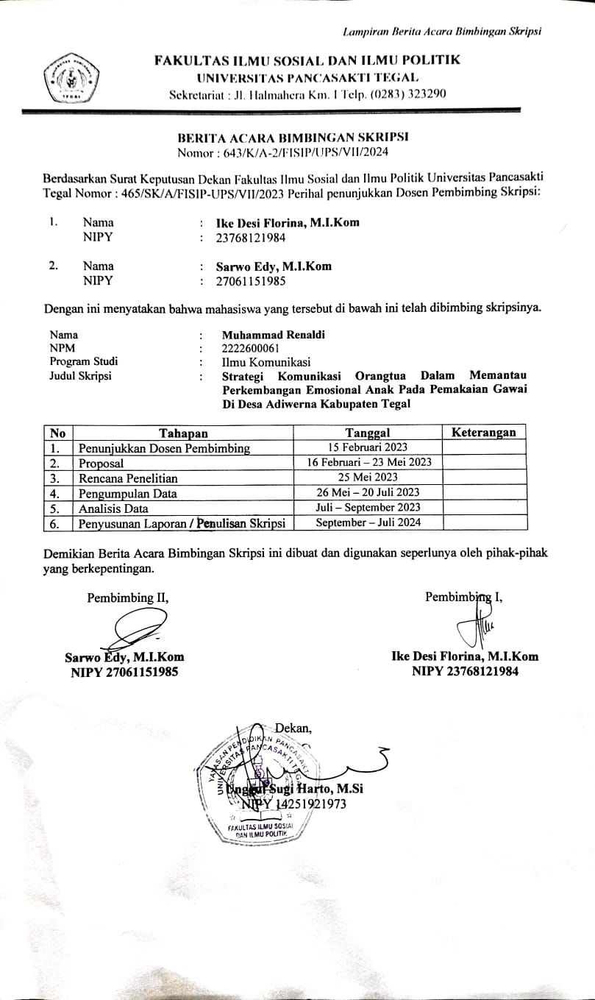 Lampiran Berita Acara Bimbingan Skripsi
FAKULTAS ILMU SOSIAL DAN ILMU POLITIK
UNIVERSITAS PANCASAKTI TEGAL
Sekretariat : Jl. Halmahera Km. 1 Telp. (0283) 323290
TEGAL
BERITA ACARA BIMBINGAN SKRIPSI
Nomor : 643/K/A-2/FISIP/UPS/VII/2024
Berdasarkan Surat Keputusan Dekan Fakultas Ilmu Sosial dan Ilmu Politik Universitas Pancasakti
Tegal Nomor : 465/SK/A/FISIP-UPS/VII/2023 Perihal penunjukkan Dosen Pembimbing Skripsi:
1. Nama : Ike Desi Florina, M.I.Kom
NIPY : 23768121984
2. Nama : Sarwo Edy, M.I.Kom
NIPY : 27061151985
Dengan ini menyatakan bahwa mahasiswa yang tersebut di bawah ini telah dibimbing skripsinya.
Nama : Muhammad Renaldi
NPM : 2222600061
Program Studi : Ilmu Komunikasi
Judul Skripsi : Strategi Komunikasi Orangtua Dalam Memantau
Perkembangan Emosional Anak Pada Pemakaian Gawai
Di Desa Adiwerna Kabupaten Tegal
No Tahapan Tanggal Keterangan
1. Penunjukkan Dosen Pembimbing 15 Februari 2023
2. Proposal 16 Februari – 23 Mei 2023
3. Rencana Penelitian 25 Mei 2023
4. Pengumpulan Data 26 Mei – 20 Juli 2023
5. Analisis Data Juli – September 2023
6. Penyusunan Laporan / Penulisan Skripsi September – Juli 2024
Demikian Berita Acara Bimbingan Skripsi ini dibuat dan digunakan seperlunya oleh pihak-pihak
yang berkepentingan.
Pembimbing II, Pembimbing I,
Sarwo Edy, M.I.Kom Ike Desi Florina, M.I.Kom
NIPY 27061151985 NIPY 23768121984
Dekan,
YAYASAN PENDIDIKAN PANCASAKTI
UNIVERSITAS PANCASAKTI TEGAL
Unggul Sugi Harto, M.Si
NIPY 14251921973
FAKULTAS ILMU SOSIAL
DAN ILMU POLITIK